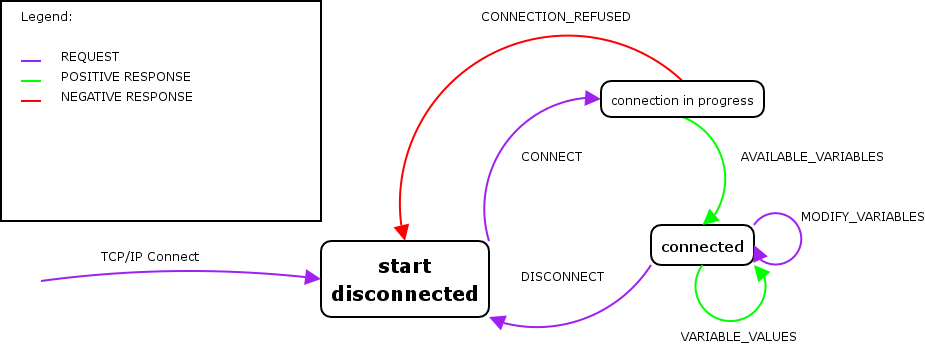 Legend:
REQUEST
POSITIVE RESPONSE
NEGATIVE RESPONSE
CONNECTION_REFUSED
connection in progress
CONNECT
AVAILABLE_VARIABLES
MODIFY_VARIABLES
connected
TCP/IP Connect
start
disconnected
DISCONNECT
VARIABLE_VALUES